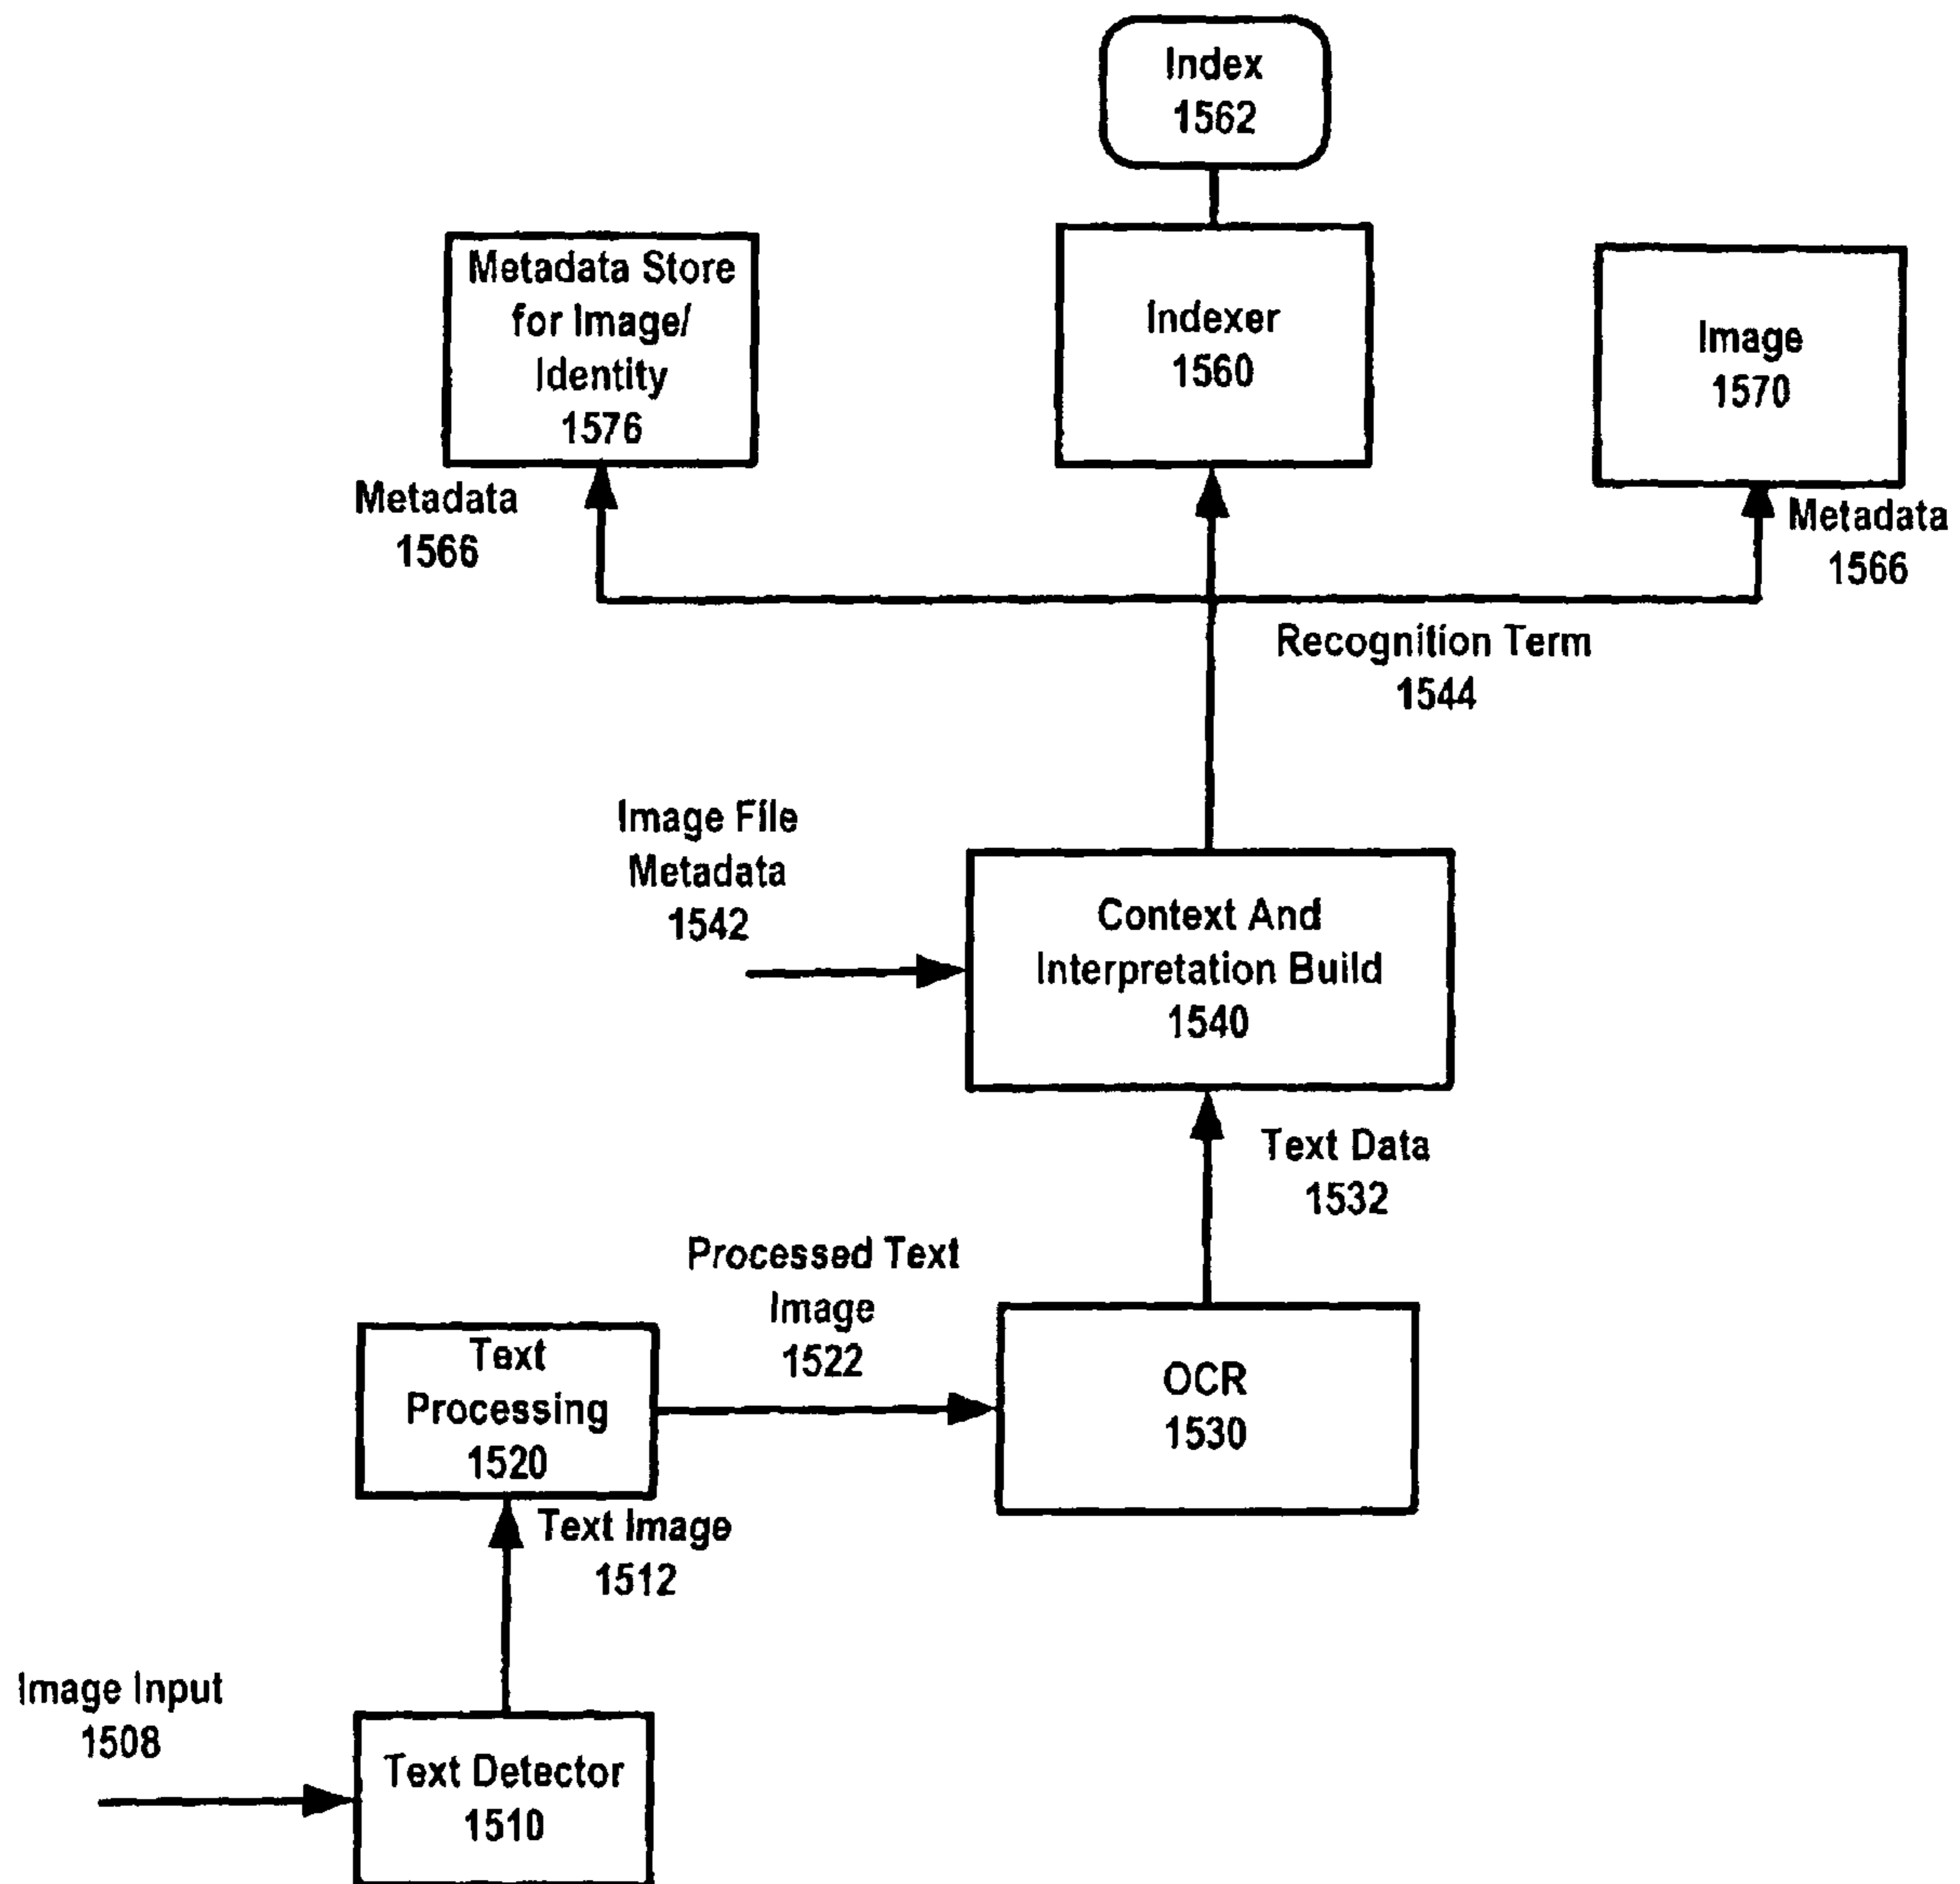 Index
1562
Metadata Store
for Image/
Identity
1576
Indexer
1560
Image
1570
Metadata
1566
Metadata
1566
Recognition Term
1544
Image File
Metadata
1542
Context And
Interpretation Build
1540
Text Data
1532
Processed Text
Image
1522
Text
Processing
1520
OCR
1530
Text Image
1512
Image Input
1508
Text Detector
1510